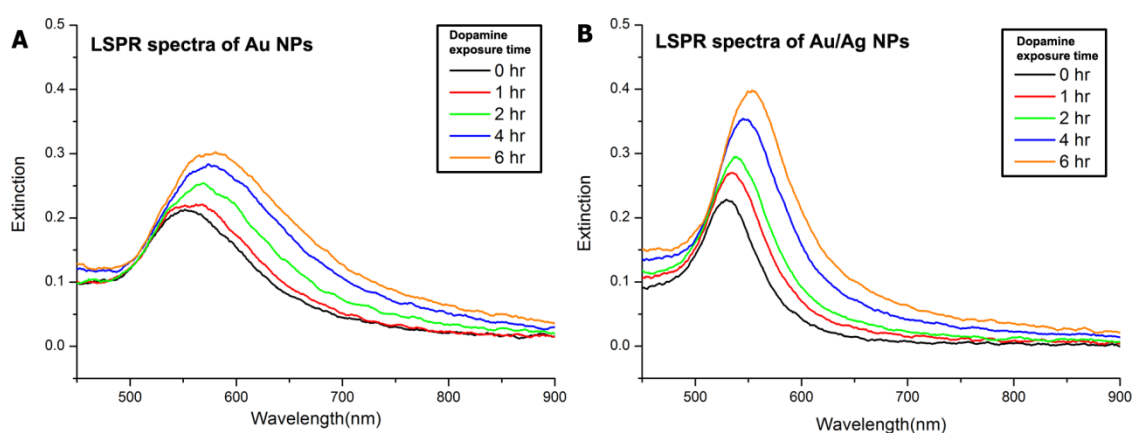 A
LSPR spectra of Au NPs
Dopamine
exposure time
0 hr
1 hr
2 hr
4 hr
6 hr
0.5
0.4
0.3
0.2
0.1
0.0
Extinction
500 600 700 800 900
Wavelength(nm)
B
LSPR spectra of Au/Ag NPs
Dopamine
exposure time
0 hr
1 hr
2 hr
4 hr
6 hr
0.5
0.4
0.3
0.2
0.1
0.0
Extinction
500 600 700 800 900
Wavelength(nm)